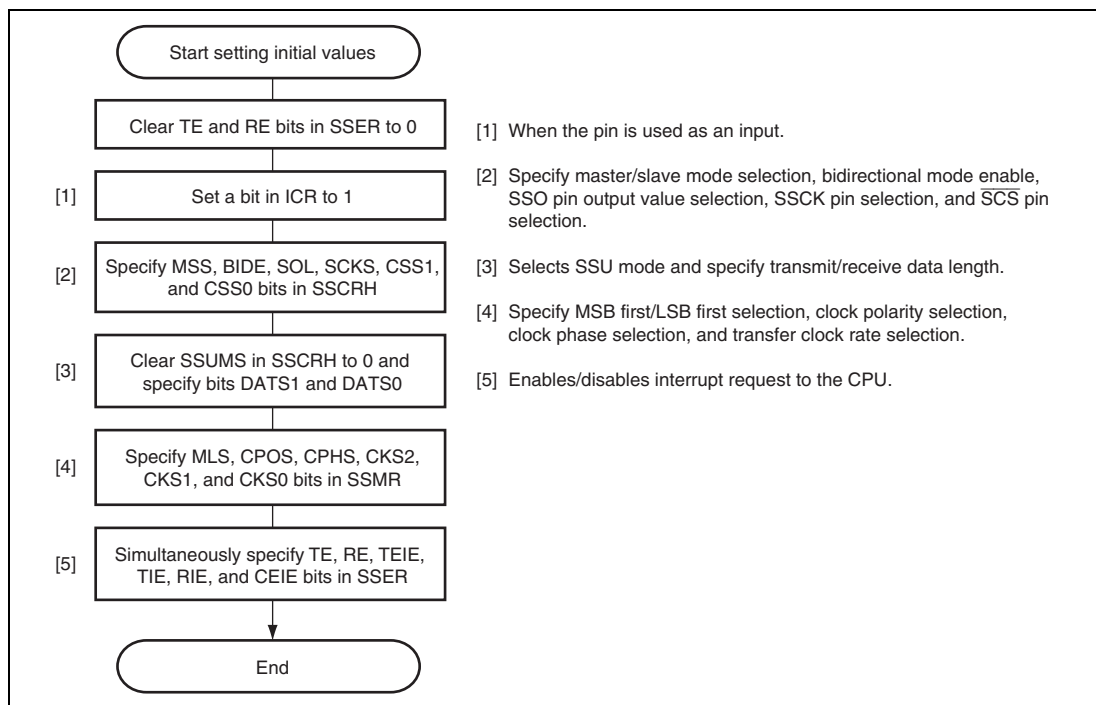 Start setting initial values
Clear TE and RE bits in SSER to 0
[1] Set a bit in ICR to 1
[2] Specify MSS, BIDE, SOL, SCKS, CSS1,
and CSS0 bits in SSCRH
[3] Clear SSUMS in SSCRH to 0 and
specify bits DATS1 and DATS0
[4] Specify MLS, CPOS, CPHS, CKS2,
CKS1, and CKS0 bits in SSMR
[5] Simultaneously specify TE, RE, TEIE,
TIE, RIE, and CEIE bits in SSER
End
[1] When the pin is used as an input.
[2] Specify master/slave mode selection, bidirectional mode enable,
SSO pin output value selection, SSCK pin selection, and S̅C̅S̅ pin
selection.
[3] Selects SSU mode and specify transmit/receive data length.
[4] Specify MSB first/LSB first selection, clock polarity selection,
clock phase selection, and transfer clock rate selection.
[5] Enables/disables interrupt request to the CPU.